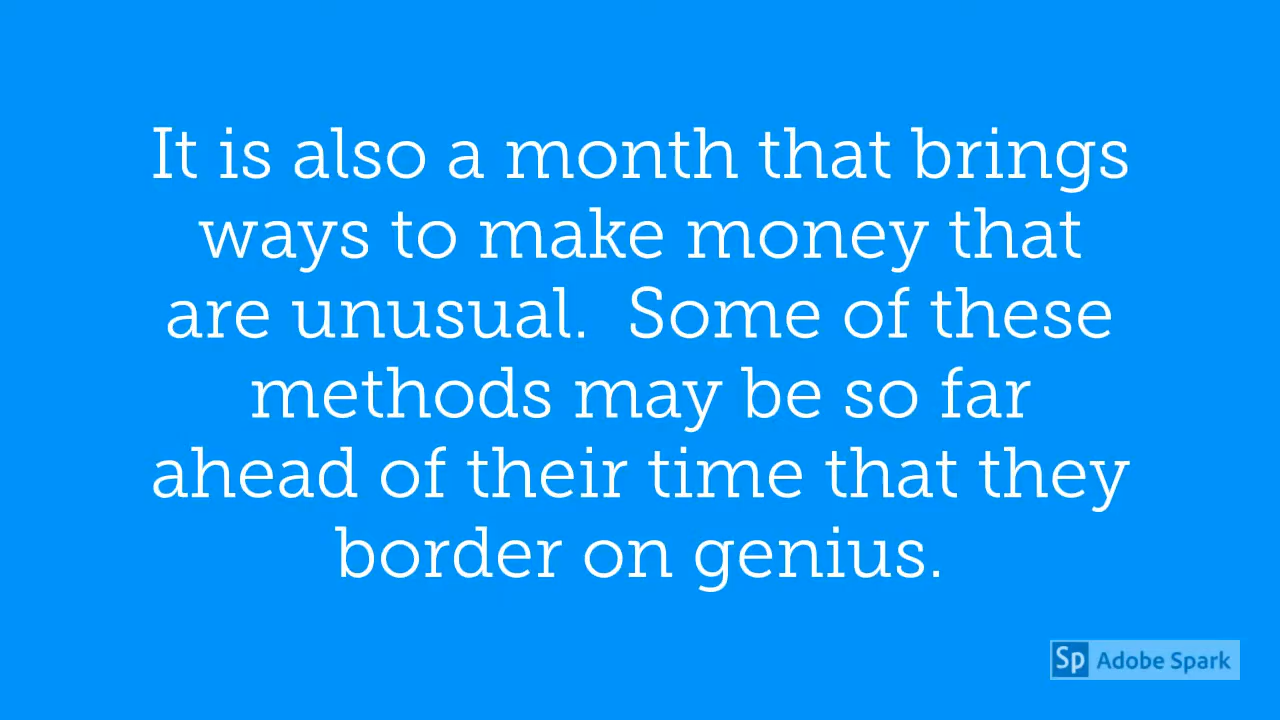 It is also a month that brings
ways to make money that
are unusual.  Some of these
methods may be so far
ahead of their time that they
border on genius.
Sp Adobe Spark